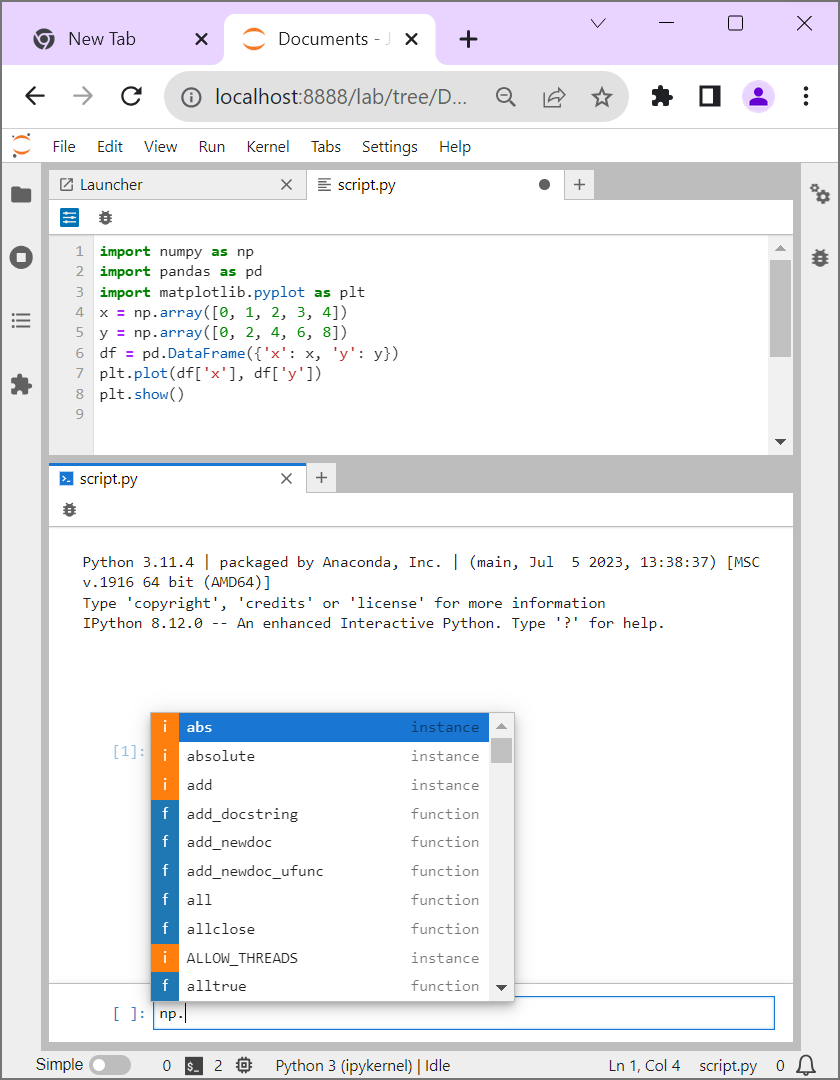 New Tab
Documents - J
localhost:8888/lab/tree/D...
File Edit View Run Kernel Tabs Settings Help
Launcher script.py
1 import numpy as np
2 import pandas as pd
3 import matplotlib.pyplot as plt
4 x = np.array([0, 1, 2, 3, 4])
5 y = np.array([0, 2, 4, 6, 8])
6 df = pd.DataFrame({'x': x, 'y': y})
7 plt.plot(df['x'], df['y'])
8 plt.show()
9
script.py
Python 3.11.4 | packaged by Anaconda, Inc. | (main, Jul  5 2023, 13:38:37) [MSC
v.1916 64 bit (AMD64)]
Type 'copyright', 'credits' or 'license' for more information
IPython 8.12.0 -- An enhanced Interactive Python. Type '?' for help.
[1]:
i abs instance
i absolute instance
i add instance
f add_docstring function
f add_newdoc function
f add_newdoc_ufunc function
f all function
f allclose function
i ALLOW_THREADS instance
f alltrue function
[ ]: np.
Simple 0 $_ 2 Python 3 (ipykernel) | Idle Ln 1, Col 4 script.py 0